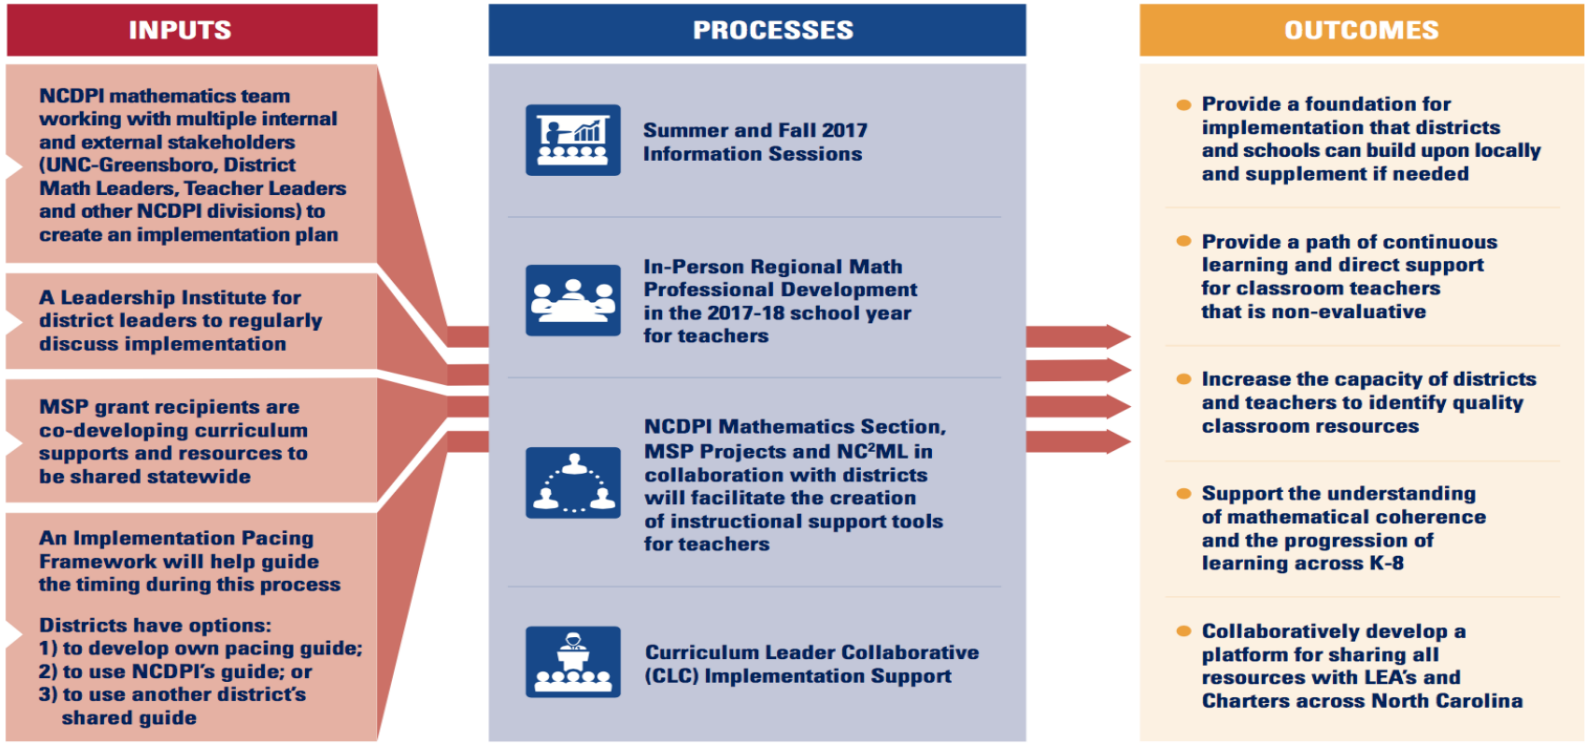 INPUTS
NCDPI mathematics team
working with multiple internal
and external stakeholders
(UNC-Greensboro, District
Math Leaders, Teacher Leaders
and other NCDPI divisions) to
create an implementation plan
A Leadership Institute for
district leaders to regularly
discuss implementation
MSP grant recipients are
co-developing curriculum
supports and resources to
be shared statewide
An Implementation Pacing
Framework will help guide
the timing during this process
Districts have options:
1) to develop own pacing guide;
2) to use NCDPI's guide; or
3) to use another district's
shared guide
PROCESSES
Summer and Fall 2017
Information Sessions
In-Person Regional Math
Professional Development
in the 2017-18 school year
for teachers
NCDPI Mathematics Section,
MSP Projects and NC²ML in
collaboration with districts
will facilitate the creation
of instructional support tools
for teachers
Curriculum Leader Collaborative
(CLC) Implementation Support
OUTCOMES
Provide a foundation for
implementation that districts
and schools can build upon locally
and supplement if needed
Provide a path of continuous
learning and direct support
for classroom teachers
that is non-evaluative
Increase the capacity of districts
and teachers to identify quality
classroom resources
Support the understanding
of mathematical coherence
and the progression of
learning across K-8
Collaboratively develop a
platform for sharing all
resources with LEA's and
Charters across North Carolina